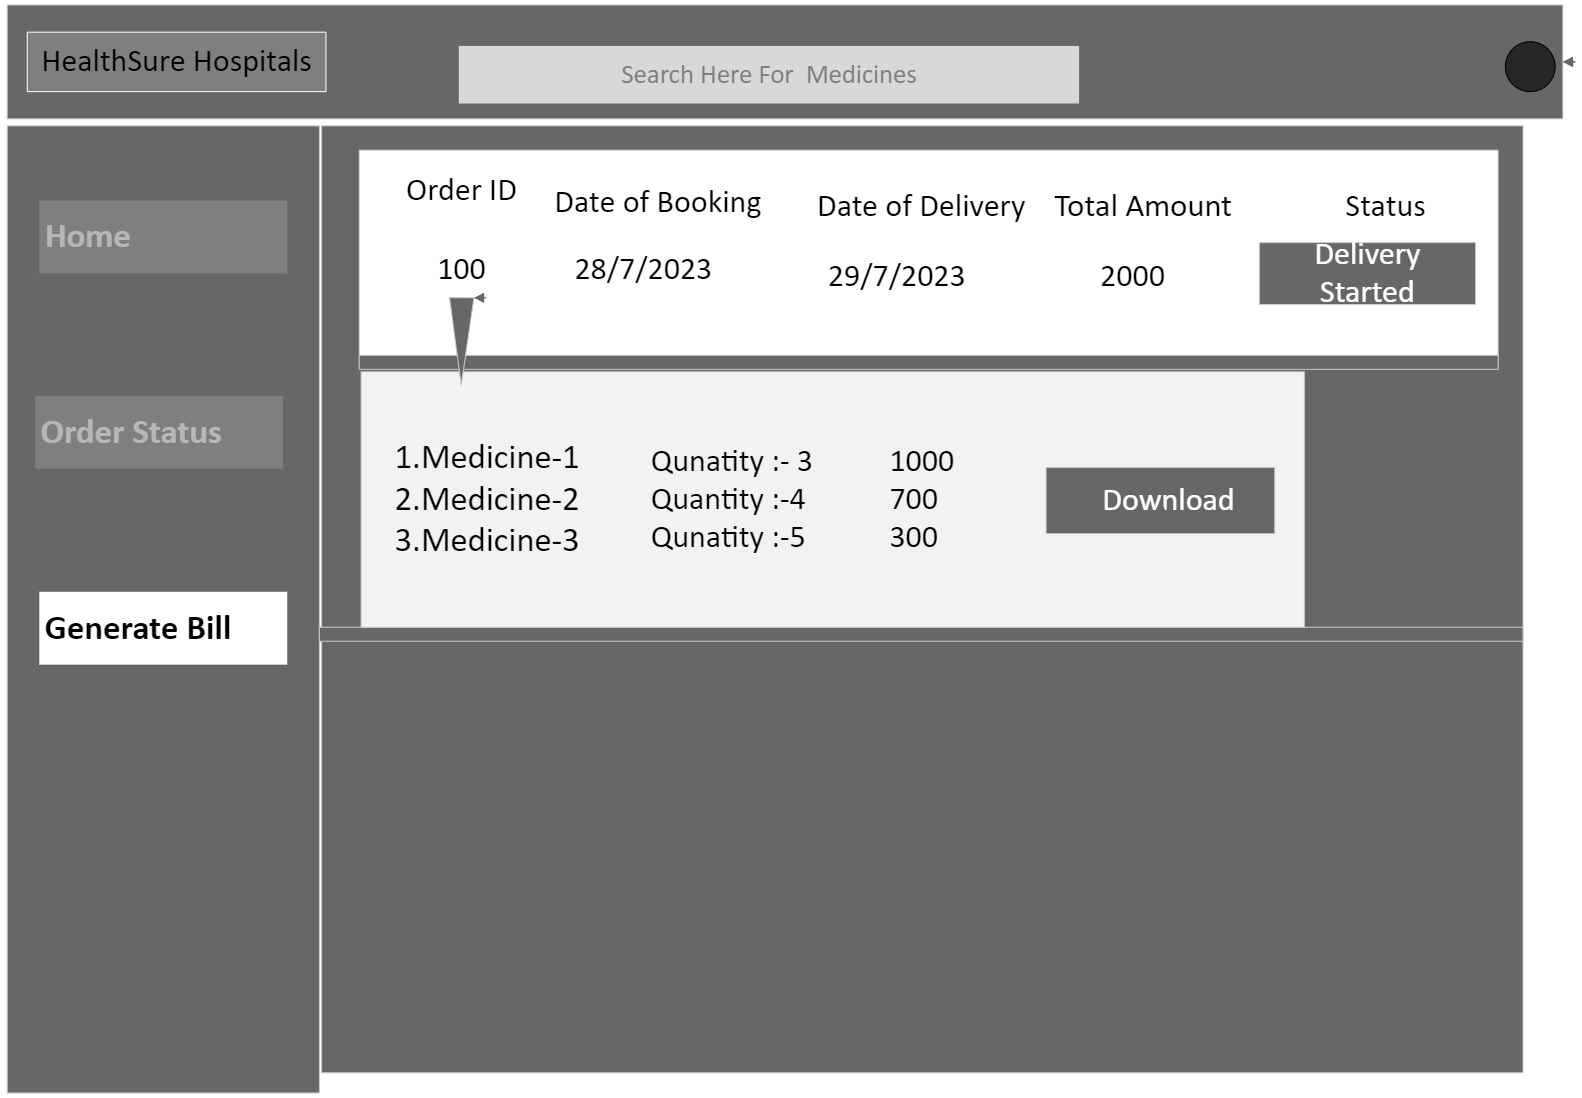 HealthSure Hospitals
Search Here For  Medicines
Home
Order Status
Generate Bill
Order ID
Date of Booking
Date of Delivery
Total Amount
Status
100
28/7/2023
29/7/2023
2000
Delivery
Started
1.Medicine-1
Qunatity :- 3
1000
2.Medicine-2
Quantity :-4
700
3.Medicine-3
Qunatity :-5
300
Download